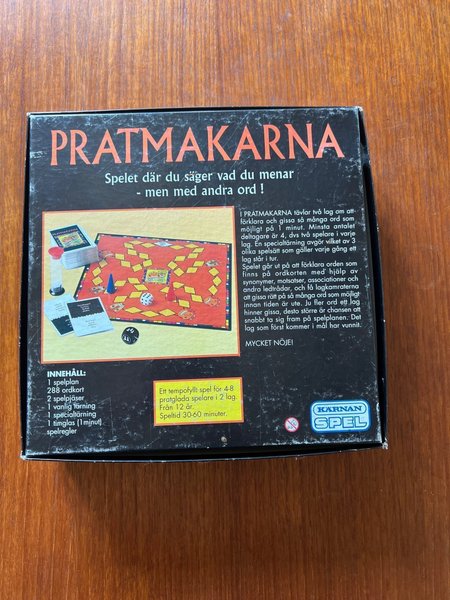 PRATMAKARNA
Spelet där du säger vad du menar
- men med andra ord !
I PRATMAKARNA tävlar två lag om att
förklara och gissa så många ord som
möjligt på 1 minut. Minsta antalet
deltagare är 4, dvs två spelare i varje
lag. En specialtärning avgör vilket av 3
olika spelsätt som gäller varje gång ett
lag står i tur.
Spelet går ut på att förklara orden som
finns på ordkorten med hjälp av
synonymer, motsatser, associationer och
andra ledtrådar, och få lagkamraterna
att gissa rätt på så många ord som möjligt
innan tiden är ute. Ju fler ord ett lag
hinner gissa, desto större är chansen att
snabbt ta sig fram på spelplanen. Det
lag som först kommer i mål har vunnit.
MYCKET NÖJE!
INNEHÅLL:
1 spelplan
288 ordkort
2 spelpjäser
1 vanlig tärning
1 specialtärning
1 timglas (1minut)
spelregler
Ett tempofyllt spel för 4-8
pratglada spelare i 2 lag.
Från 12 år.
Speltid 30-60 minuter.
KÄRNAN
SPEL